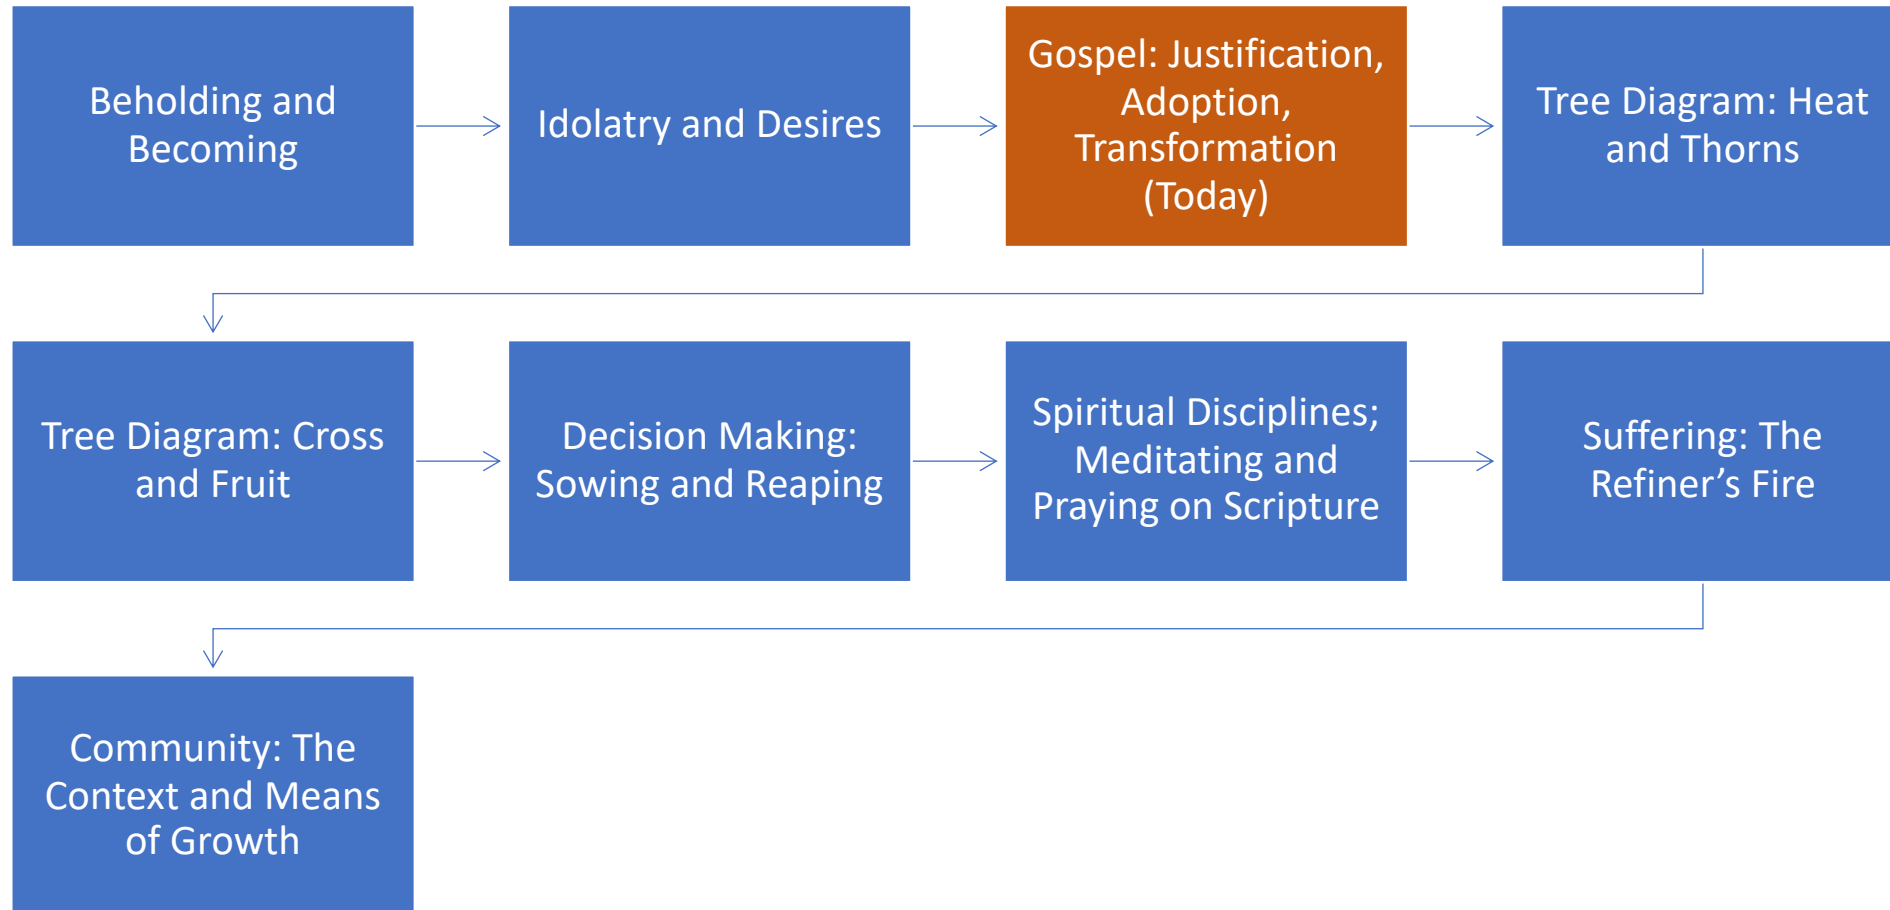 Beholding and
Becoming
Idolatry and Desires
Gospel: Justification,
Adoption,
Transformation
(Today)
Tree Diagram: Heat
and Thorns
Tree Diagram: Cross
and Fruit
Decision Making:
Sowing and Reaping
Spiritual Disciplines;
Meditating and
Praying on Scripture
Suffering: The
Refiner’s Fire
Community: The
Context and Means
of Growth